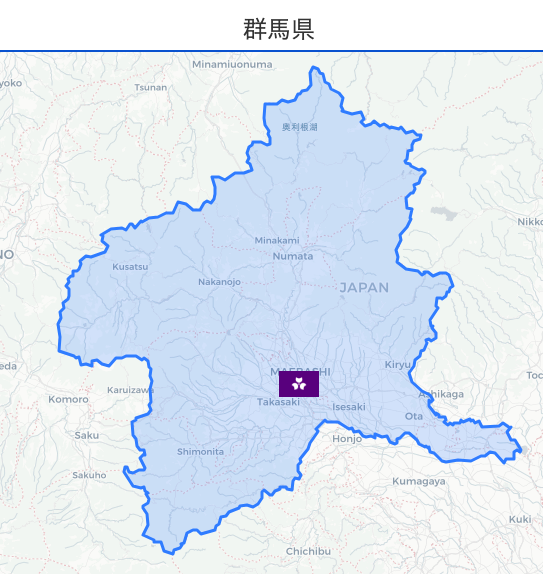 群馬県
Minamiuonuma
yoko
Tsunan
奥利根湖
Nikko
Minakami
NO
Numata
Kusatsu
Nakanojo
JAPAN
MAEBASHI
Kiryu
eda
Toc
Karuizawa
Ashikaga
Komoro
Takasaki
Isesaki
Ota
Saku
Honjo
Shimonita
Sakuho
Kumagaya
Kuki
Chichibu